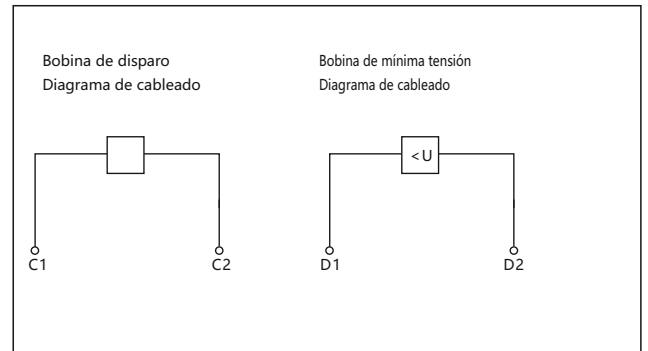 Bobina de disparo
Diagrama de cableado
Bobina de mínima tensión
Diagrama de cableado
<U
C1
C2
D1
D2